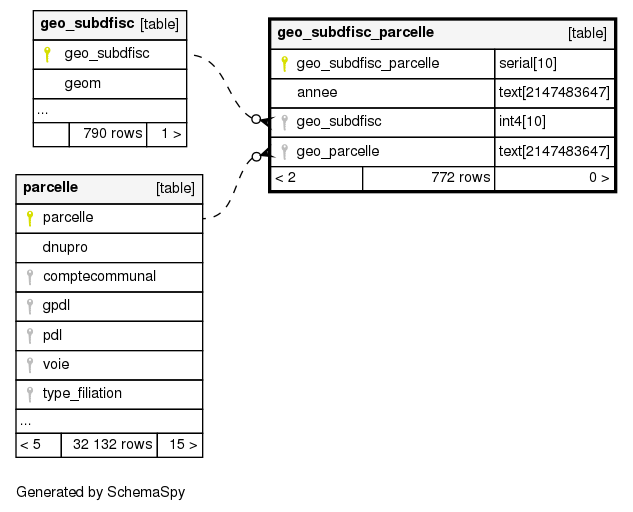 geo_subdfisc [table]
geo_subdfisc
geom
...
790 rows 1 >
geo_subdfisc_parcelle [table]
geo_subdfisc_parcelle serial[10]
annee text[2147483647]
geo_subdfisc int4[10]
geo_parcelle text[2147483647]
< 2 772 rows 0 >
parcelle [table]
parcelle
dnupro
comptecommunal
gpdl
pdl
voie
type_filiation
...
< 5 32 132 rows 15 >
Generated by SchemaSpy